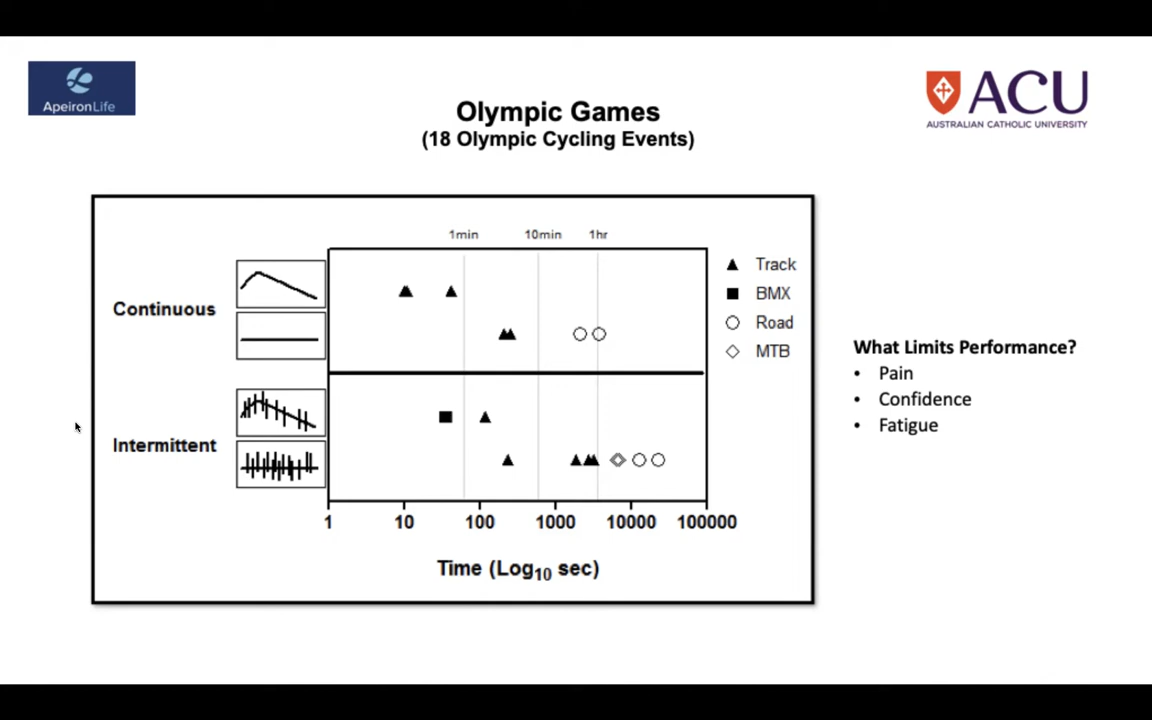 ApeironLife
ACU
AUSTRALIAN CATHOLIC UNIVERSITY
Olympic Games
(18 Olympic Cycling Events)
1min 10min 1hr
Continuous
Intermittent
Track
BMX
Road
MTB
1 10 100 1000 10000 100000
Time (Log10 sec)
What Limits Performance?
• Pain
• Confidence
• Fatigue